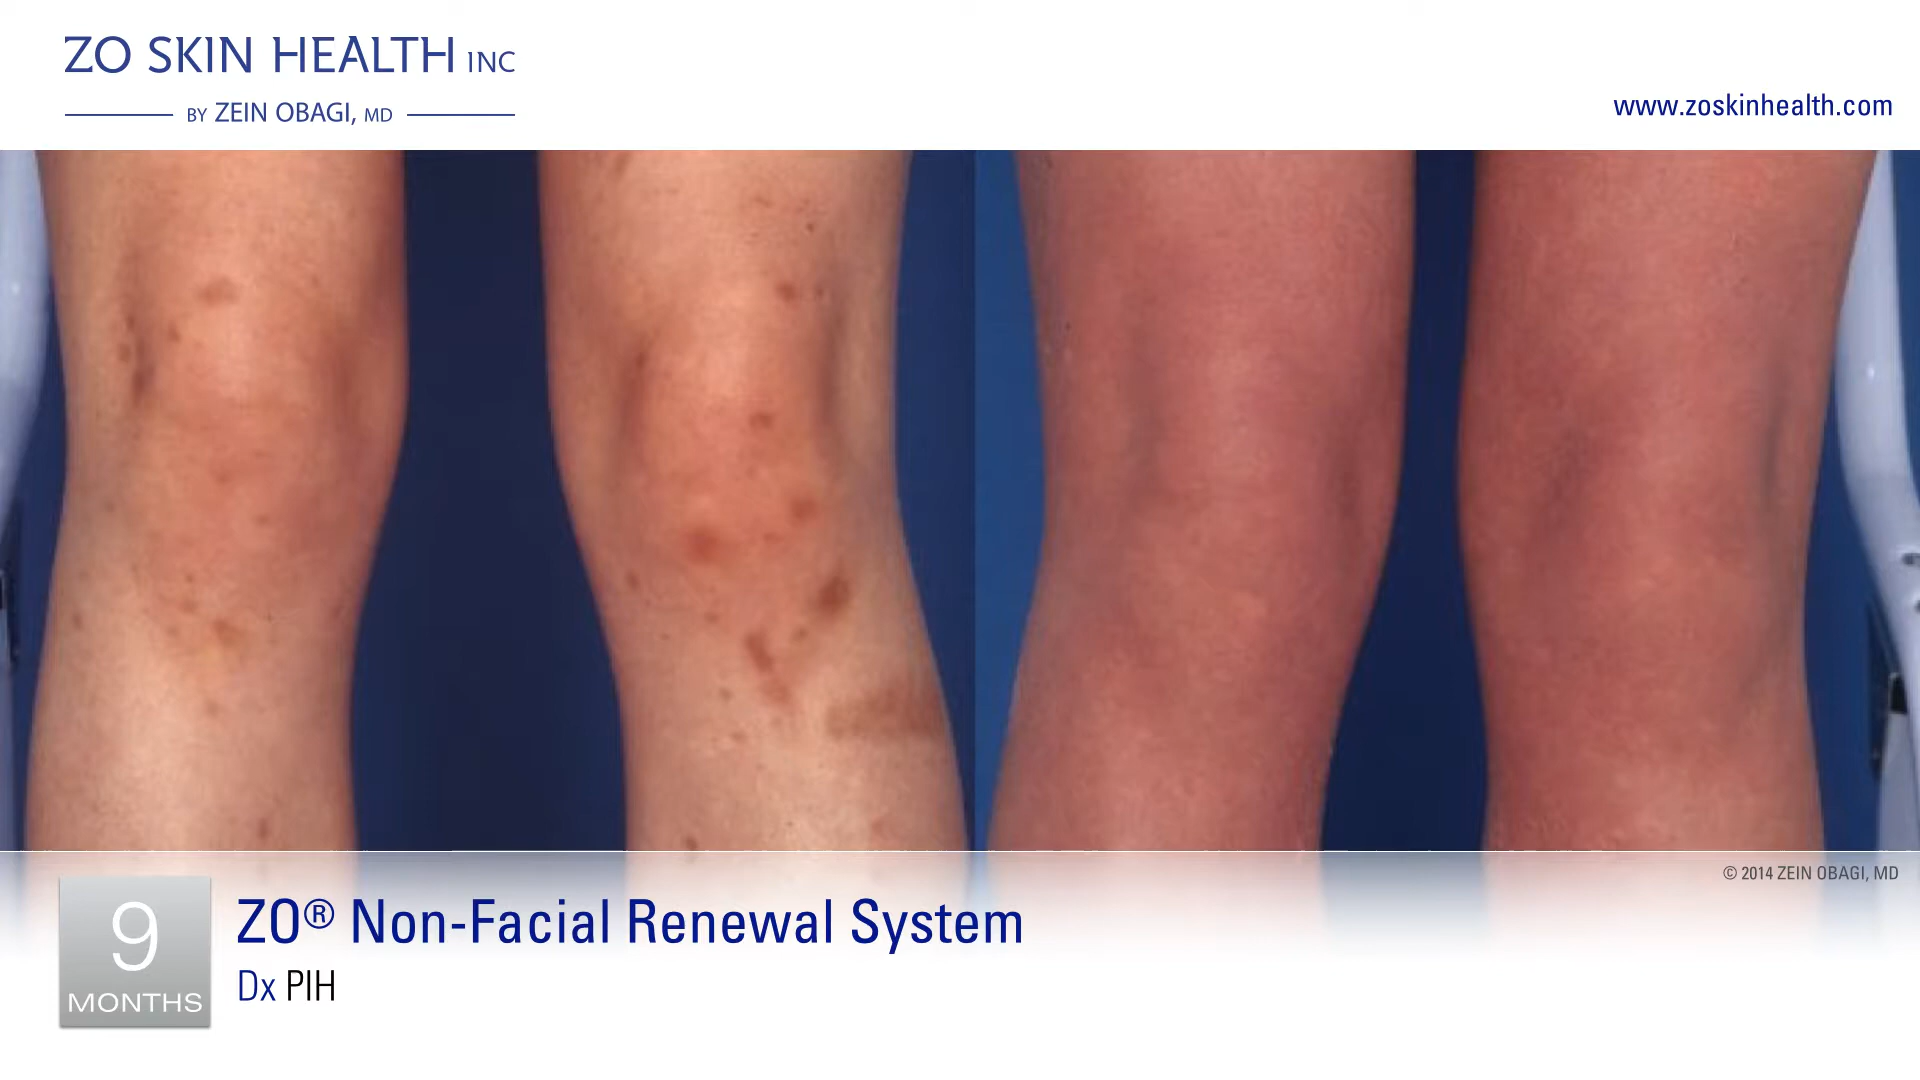 ZO SKIN HEALTH INC
BY ZEIN OBAGI, MD
www.zoskinhealth.com
© 2014 ZEIN OBAGI, MD
9
MONTHS
ZO® Non-Facial Renewal System
Dx PIH